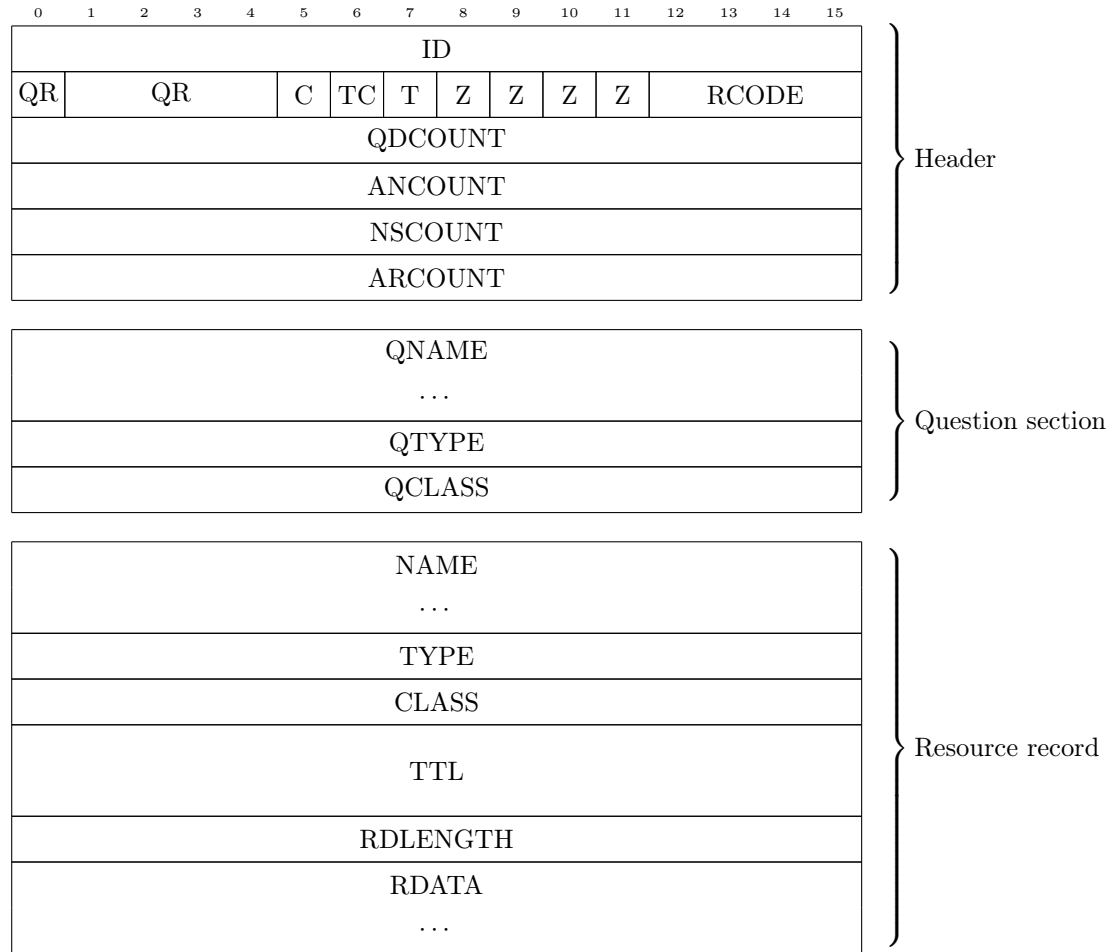 0 1 2 3 4 5 6 7 8 9 10 11 12 13 14 15
ID
QR QR C TC T Z Z Z Z RCODE
QDCOUNT
ANCOUNT
NSCOUNT
ARCOUNT
Header
QNAME
...
QTYPE
QCLASS
Question section
NAME
...
TYPE
CLASS
TTL
RDLENGTH
RDATA
...
Resource record